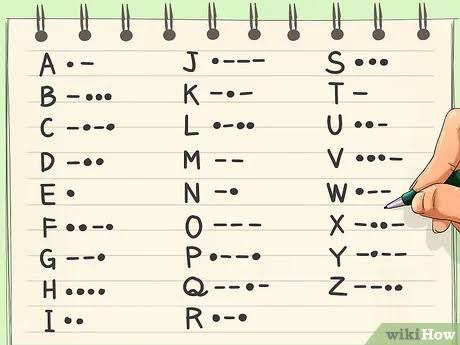 A •-
B -•••
C -•-•
D -••
E •
F ••-•
G --•
H ••••
I ••
J •---
K -•-
L •-••
M --
N -•
O ---
P •--•
Q --•-
R •-•
S •••
T -
U ••-
V •••-
W •--
X -••-
Y -•--
Z --••
wikiHow